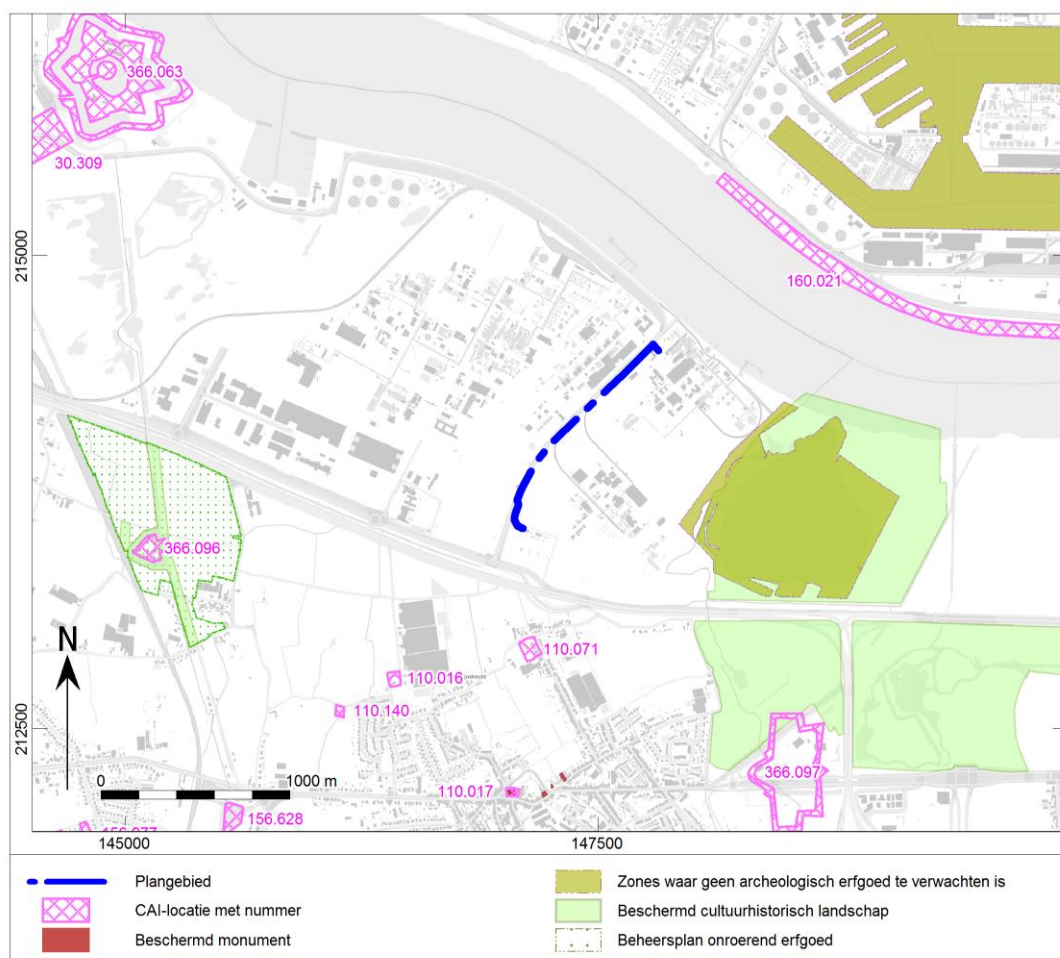 366.063
30.309
215000
160.021
366.096
N
110.071
110.016
110.140
212500
0
1000 m
366.097
110.017
156.628
145000
147500
Plangebied
Zones waar geen archeologisch erfgoed te verwachten is
CAI-locatie met nummer
Beschermd cultuurhistorisch landschap
Beschermd monument
Beheersplan onroerend erfgoed